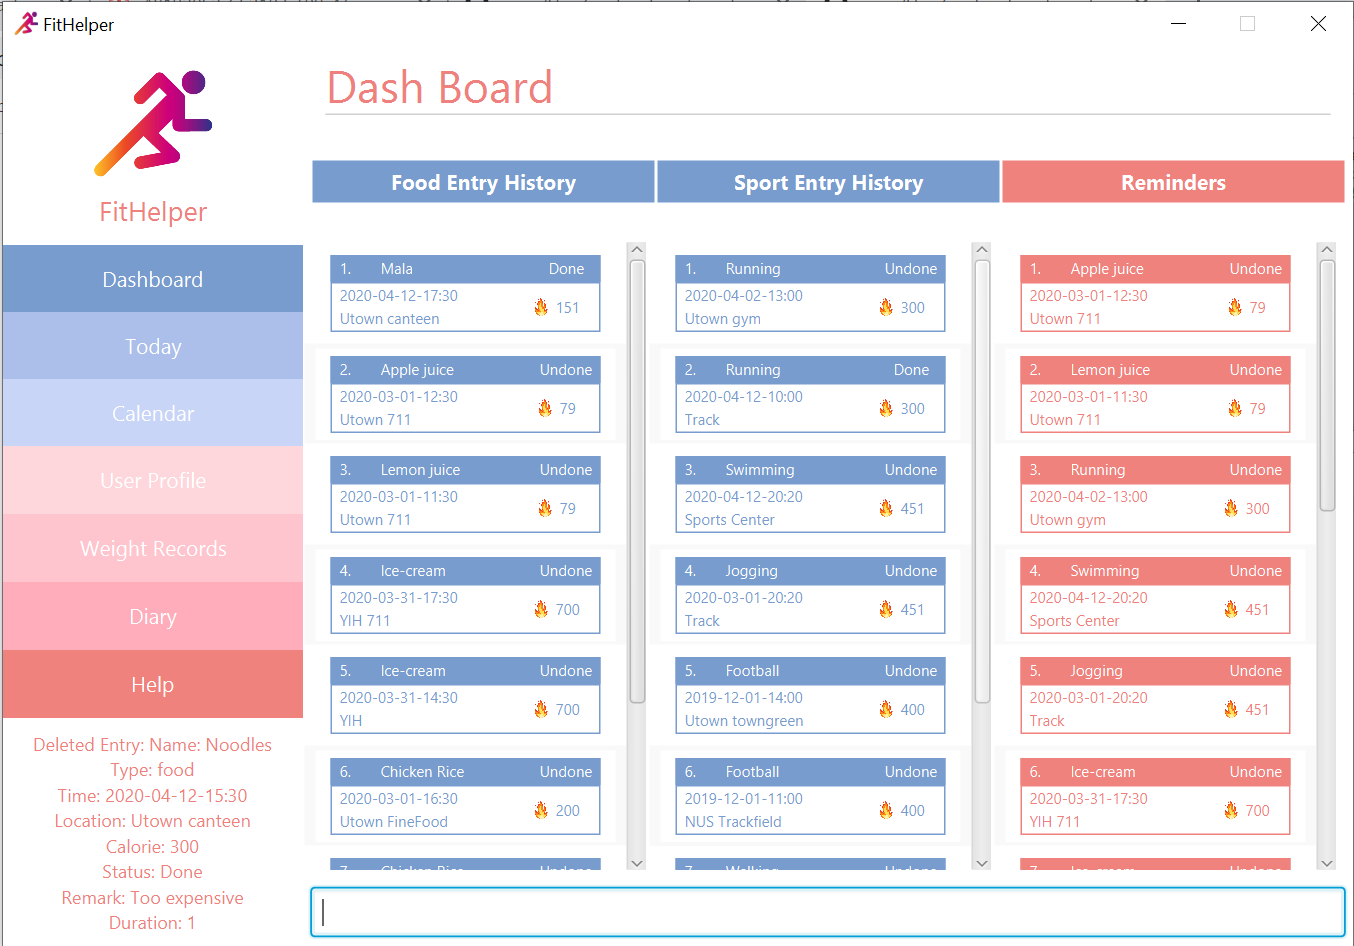 FitHelper
FitHelper
Dashboard
Today
Calendar
User Profile
Weight Records
Diary
Help
Deleted Entry: Name: Noodles
Type: food
Time: 2020-04-12-15:30
Location: Utown canteen
Calorie: 300
Status: Done
Remark: Too expensive
Duration: 1
Dash Board
Food Entry History
1. Mala Done
2020-04-12-17:30
151
Utown canteen
2. Apple juice Undone
2020-03-01-12:30
79
Utown 711
3. Lemon juice Undone
2020-03-01-11:30
79
Utown 711
4. Ice-cream Undone
2020-03-31-17:30
700
YIH 711
5. Ice-cream Undone
2020-03-31-14:30
700
YIH
6. Chicken Rice Undone
2020-03-01-16:30
200
Utown FineFood
7. Chicken Rice Undone
Sport Entry History
1. Running Undone
2020-04-02-13:00
300
Utown gym
2. Running Done
2020-04-12-10:00
300
Track
3. Swimming Undone
2020-04-12-20:20
451
Sports Center
4. Jogging Undone
2020-03-01-20:20
451
Track
5. Football Undone
2019-12-01-14:00
400
Utown towngreen
6. Football Undone
2019-12-01-11:00
400
NUS Trackfield
7. Walking Undone
Reminders
1. Apple juice Undone
2020-03-01-12:30
79
Utown 711
2. Lemon juice Undone
2020-03-01-11:30
79
Utown 711
3. Running Undone
2020-04-02-13:00
300
Utown gym
4. Swimming Undone
2020-04-12-20:20
451
Sports Center
5. Jogging Undone
2020-03-01-20:20
451
Track
6. Ice-cream Undone
2020-03-31-17:30
700
YIH 711
7. Ice-cream Undone